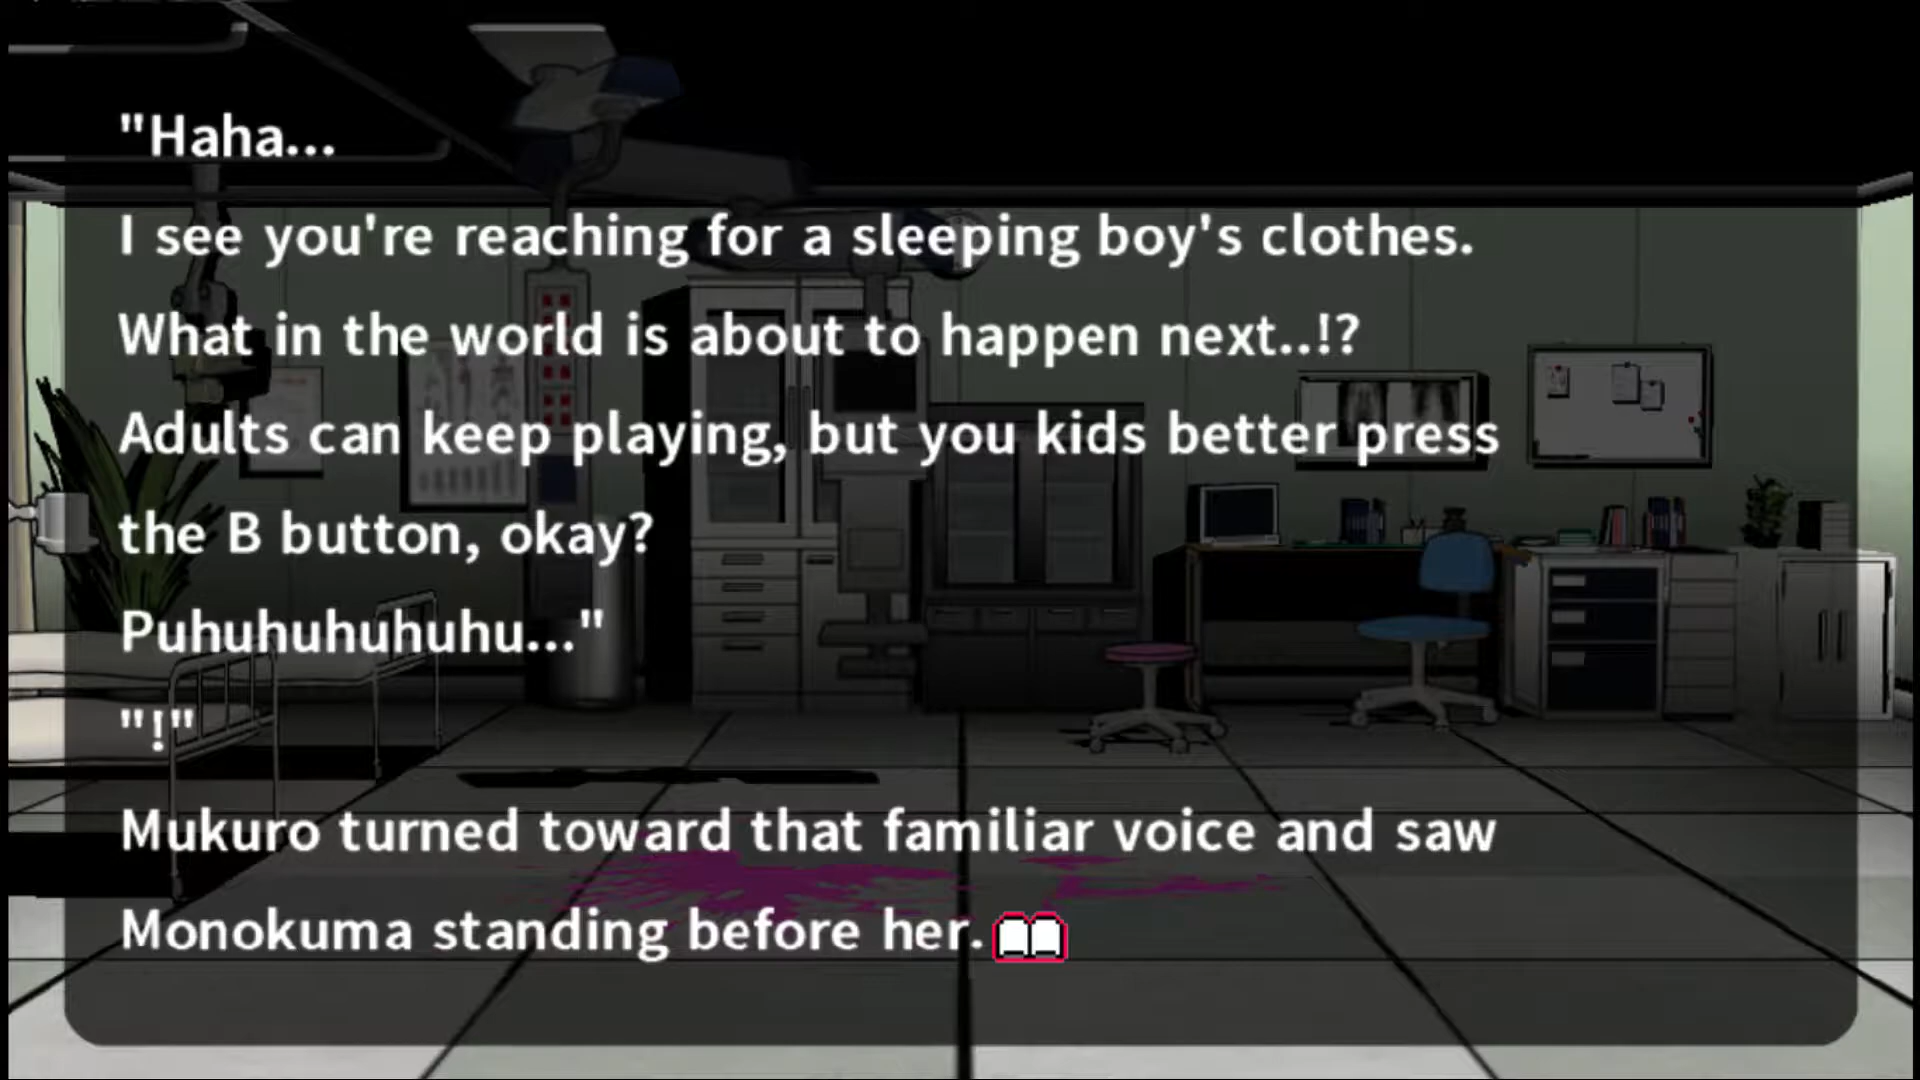 "Haha...
I see you're reaching for a sleeping boy's clothes.
What in the world is about to happen next..!?
Adults can keep playing, but you kids better press
the B button, okay?
Puhuhuhuhuhu..."
"!"
Mukuro turned toward that familiar voice and saw
Monokuma standing before her.